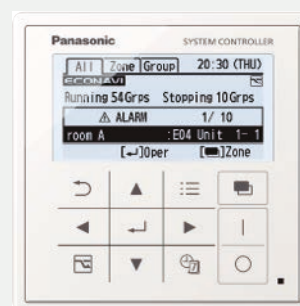 Panasonic SYSTEM CONTROLLER
All Zone Group 20:30 (THU)
ECONAVI
Running 54Grps Stopping 10Grps
⚠ ALARM 1/ 10
room A :E04 Unit 1- 1
[↵]Oper [▬]Zone
7